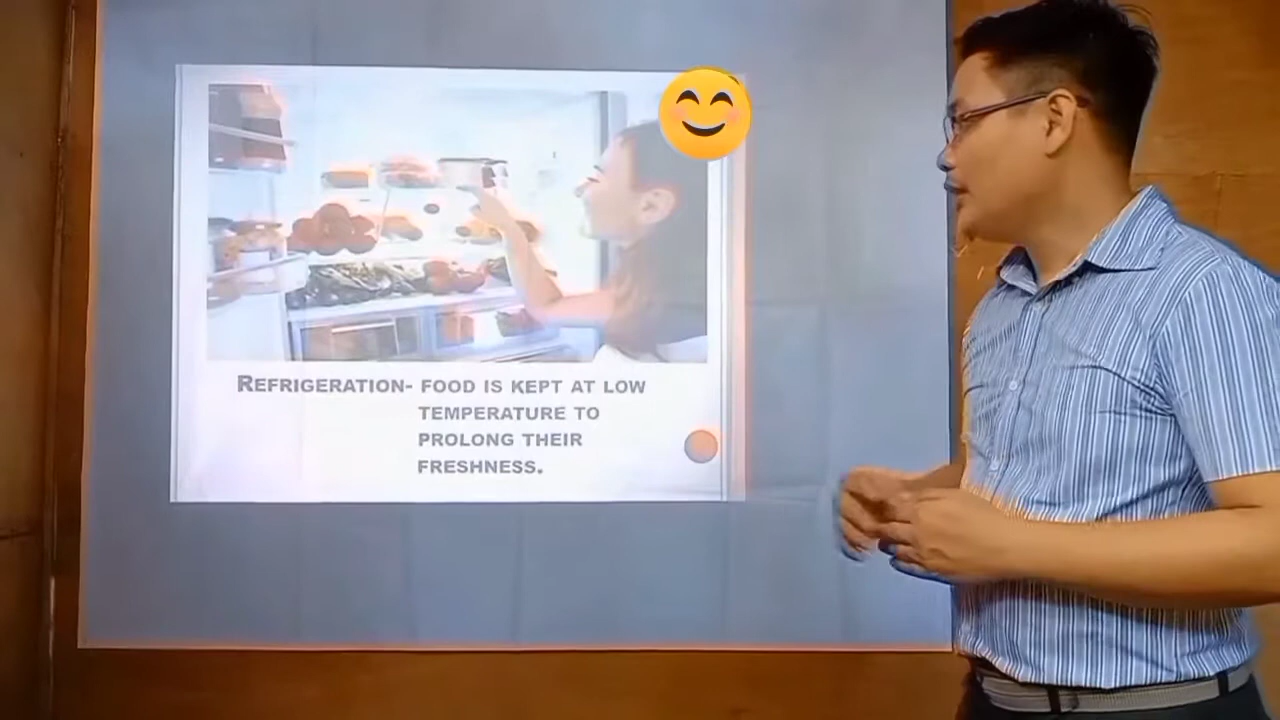 REFRIGERATION- FOOD IS KEPT AT LOW
TEMPERATURE TO
PROLONG THEIR
FRESHNESS.